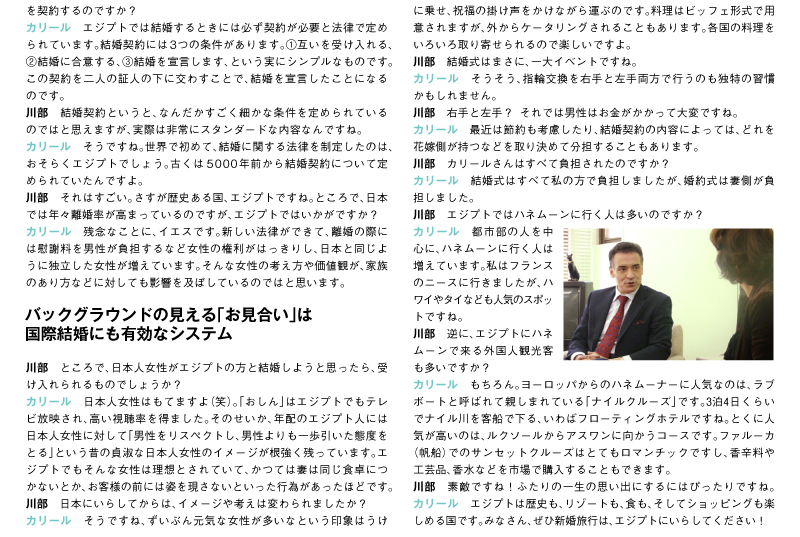 を契約するのですか？
カリール　エジプトでは結婚するときには必ず契約が必要と法律で定め
られています。結婚契約には3つの条件があります。①互いを受け入れる、
②結婚に合意する、③結婚を宣言します、という実にシンプルなものです。
この契約を二人の証人の下に交わすことで、結婚を宣言したことになる
のです。
川部　結婚契約というと、なんだかすごく細かな条件を定められている
のではと思えますが、実際は非常にスタンダードな内容なんですね。
カリール　そうですね。世界で初めて、結婚に関する法律を制定したのは、
おそらくエジプトでしょう。古くは5000年前から結婚契約について定
められていたんですよ。
川部　それはすごい。さすが歴史ある国、エジプトですね。ところで、日本
では年々離婚率が高まっているのですが、エジプトではいかがですか？
カリール　残念なことに、イエスです。新しい法律ができて、離婚の際に
は慰謝料を男性が負担するなど女性の権利がはっきりし、日本と同じよ
うに独立した女性が増えています。そんな女性の考え方や価値観が、家族
のあり方などに対しても影響を及ぼしているのではと思います。
バックグラウンドの見える「お見合い」は
国際結婚にも有効なシステム
川部　ところで、日本人女性がエジプトの方と結婚しようと思ったら、受
け入れられるものでしょうか？
カリール　日本人女性はもてますよ(笑)。「おしん」はエジプトでもテレ
ビ放映され、高い視聴率を得ました。そのせいか、年配のエジプト人には
日本人女性に対して「男性をリスペクトし、男性よりも一歩引いた態度を
とる」という昔の貞淑な日本人女性のイメージが根強く残っています。エ
ジプトでもそんな女性は理想とされていて、かつては妻は同じ食卓につ
かないとか、お客様の前には姿を現さないといった行為があったほどです。
川部　日本にいらしてからは、イメージや考えは変わられましたか？
カリール　そうですね、ずいぶん元気な女性が多いなという印象はうけ
に乗せ、祝福の掛け声をかけながら運ぶのです。料理はビッフェ形式で用
意されますが、外からケータリングされることもあります。各国の料理を
いろいろ取り寄せられるので楽しいですよ。
川部　結婚式はまさに、一大イベントですね。
カリール　そうそう、指輪交換を右手と左手両方で行うのも独特の習慣
かもしれません。
川部　右手と左手？ それでは男性はお金がかかって大変ですね。
カリール　最近は節約も考慮したり、結婚契約の内容によっては、どれを
花嫁側が持つなどを取り決めて分担することもあります。
川部　カリールさんはすべて負担されたのですか？
カリール　結婚式はすべて私の方で負担しましたが、婚約式は妻側が負
担しました。
川部　エジプトではハネムーンに行く人は多いのですか？
カリール　都市部の人を中
心に、ハネムーンに行く人は
増えています。私はフランス
のニースに行きましたが、ハ
ワイやタイなども人気のスポッ
トですね。
川部　逆に、エジプトにハネ
ムーンで来る外国人観光客
も多いですか？
カリール　もちろん。ヨーロッパからのハネムーナーに人気なのは、ラブ
ボートと呼ばれて親しまれている「ナイルクルーズ」です。3泊4日くらい
でナイル川を客船で下る、いわばフローティングホテルですね。とくに人
気が高いのは、ルクソールからアスワンに向かうコースです。ファルーカ
(帆船)でのサンセットクルーズはとてもロマンチックですし、香辛料や
工芸品、香水などを市場で購入することもできます。
川部　素敵ですね！ふたりの一生の思い出にするにはぴったりですね。
カリール　エジプトは歴史も、リゾートも、食も、そしてショッピングも楽
しめる国です。みなさん、ぜひ新婚旅行は、エジプトにいらしてください！